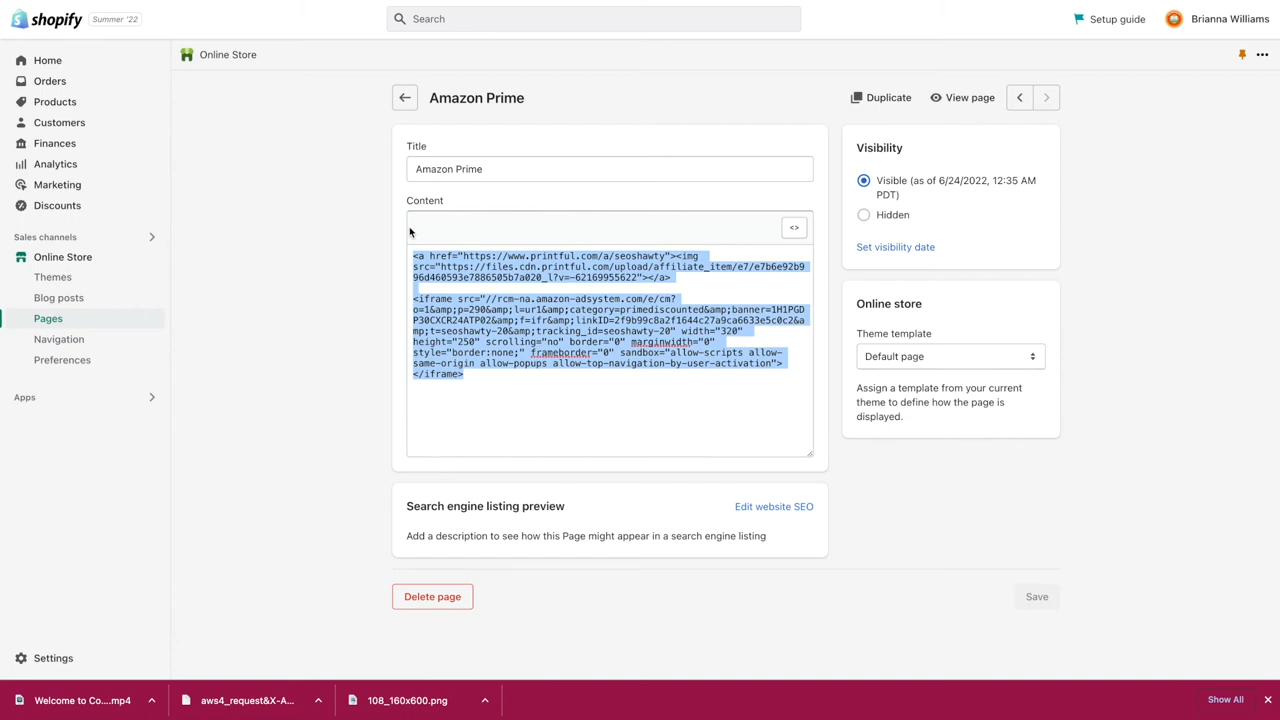 shopify
Summer '22
Search
Setup guide
Brianna Williams
Home
Orders
Products
Customers
Finances
Analytics
Marketing
Discounts
Sales channels
Online Store
Themes
Blog posts
Pages
Navigation
Preferences
Apps
Settings
Online Store
Amazon Prime
Duplicate
View page
Title
Amazon Prime
Content
<>
<a href="https://www.printful.com/a/seoshawty"><img
src="https://files.cdn.printful.com/upload/affiliate_item/e7/e7b6e92b9
96d460593e7886505b7a020_l?v=-62169955622"></a>
<iframe src="//rcm-na.amazon-adsystem.com/e/cm?
o=1&amp;p=290&amp;l=ur1&amp;category=primediscounted&amp;banner=1H1PGD
P30CXCR24ATP02&amp;f=ifr&amp;linkID=2f9b99c8a2f1644c27a9ca6633e5c0c2&a
mp;t=seoshawty-20&amp;tracking_id=seoshawty-20" width="320"
height="250" scrolling="no" border="0" marginwidth="0"
style="border:none;" frameborder="0" sandbox="allow-scripts allow-
same-origin allow-popups allow-top-navigation-by-user-activation">
</iframe>
Search engine listing preview
Edit website SEO
Add a description to see how this Page might appear in a search engine listing
Delete page
Save
Visibility
Visible (as of 6/24/2022, 12:35 AM
PDT)
Hidden
Set visibility date
Online store
Theme template
Default page
Assign a template from your current
theme to define how the page is
displayed.
Welcome to Co....mp4
aws4_request&X-A...
108_160x600.png
Show All